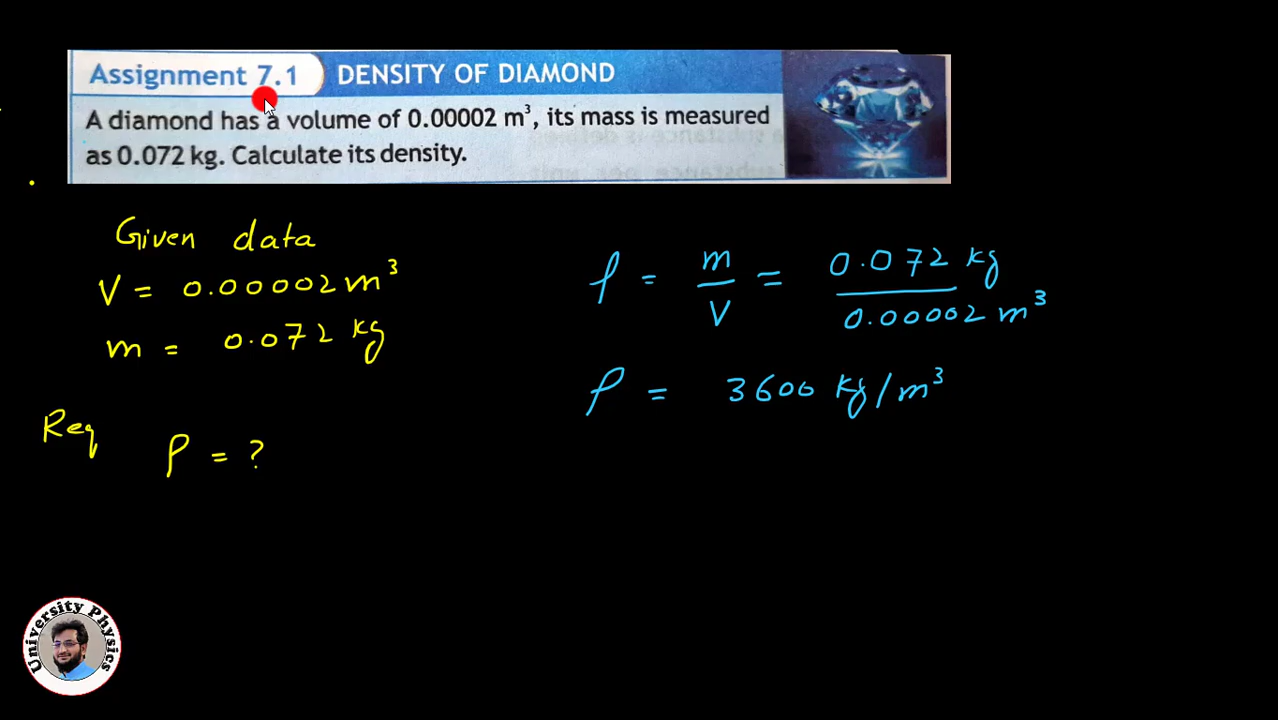 Assignment 7.1 DENSITY OF DIAMOND
A diamond has a volume of 0.00002 m³, its mass is measured
as 0.072 kg. Calculate its density.
Given data
V = 0.00002 m³
m = 0.072 kg
Req
ρ = ?
ρ = m/V = 0.072 kg / 0.00002 m³
ρ = 3600 kg/m³
University Physics